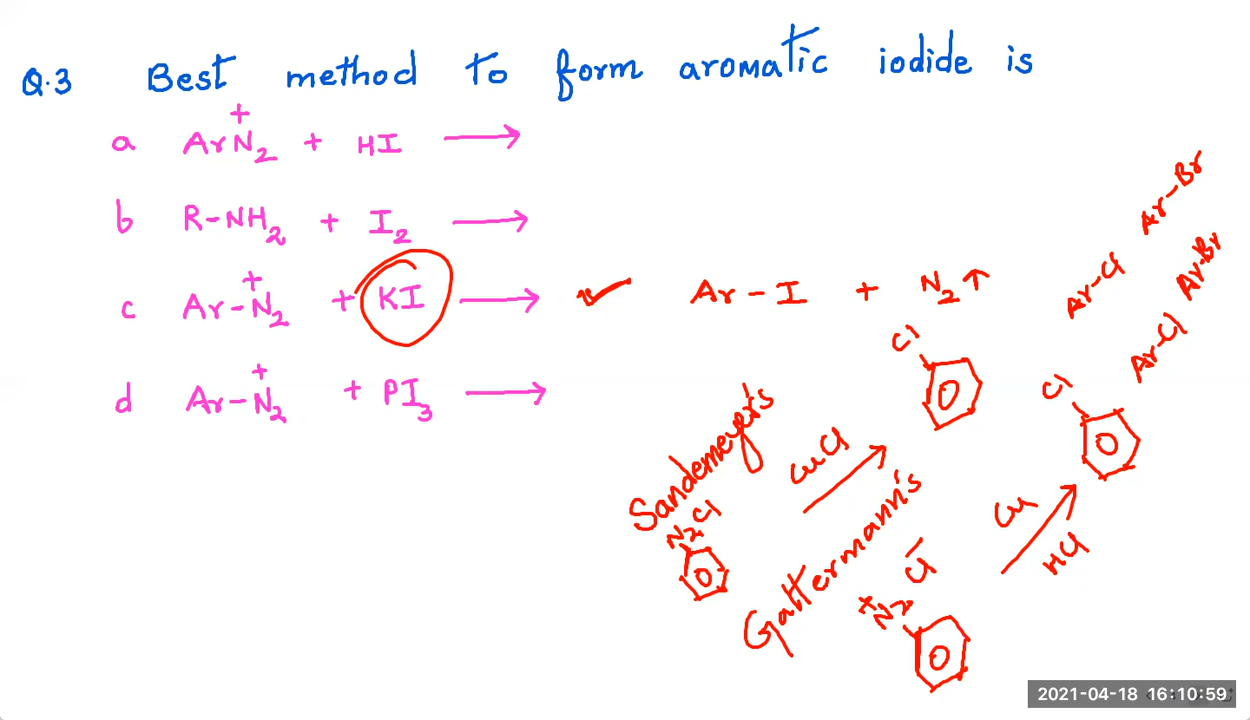 Q.3 Best method to form aromatic iodide is
a ArN₂⁺ + HI ⟶
b R-NH₂ + I₂ ⟶
c Ar-N₂⁺ + KI ⟶ ✓ Ar-I + N₂↑
d Ar-N₂⁺ + PI₃ ⟶
Sandemeyer's
N₂Cl
CuCl
Cl
Ar-Cl
Ar-Br
Gattermann's
+N₂ Cl⁻
Cu
HCl
Cl
Ar-Cl
Ar-Br
2021-04-18 16:10:59